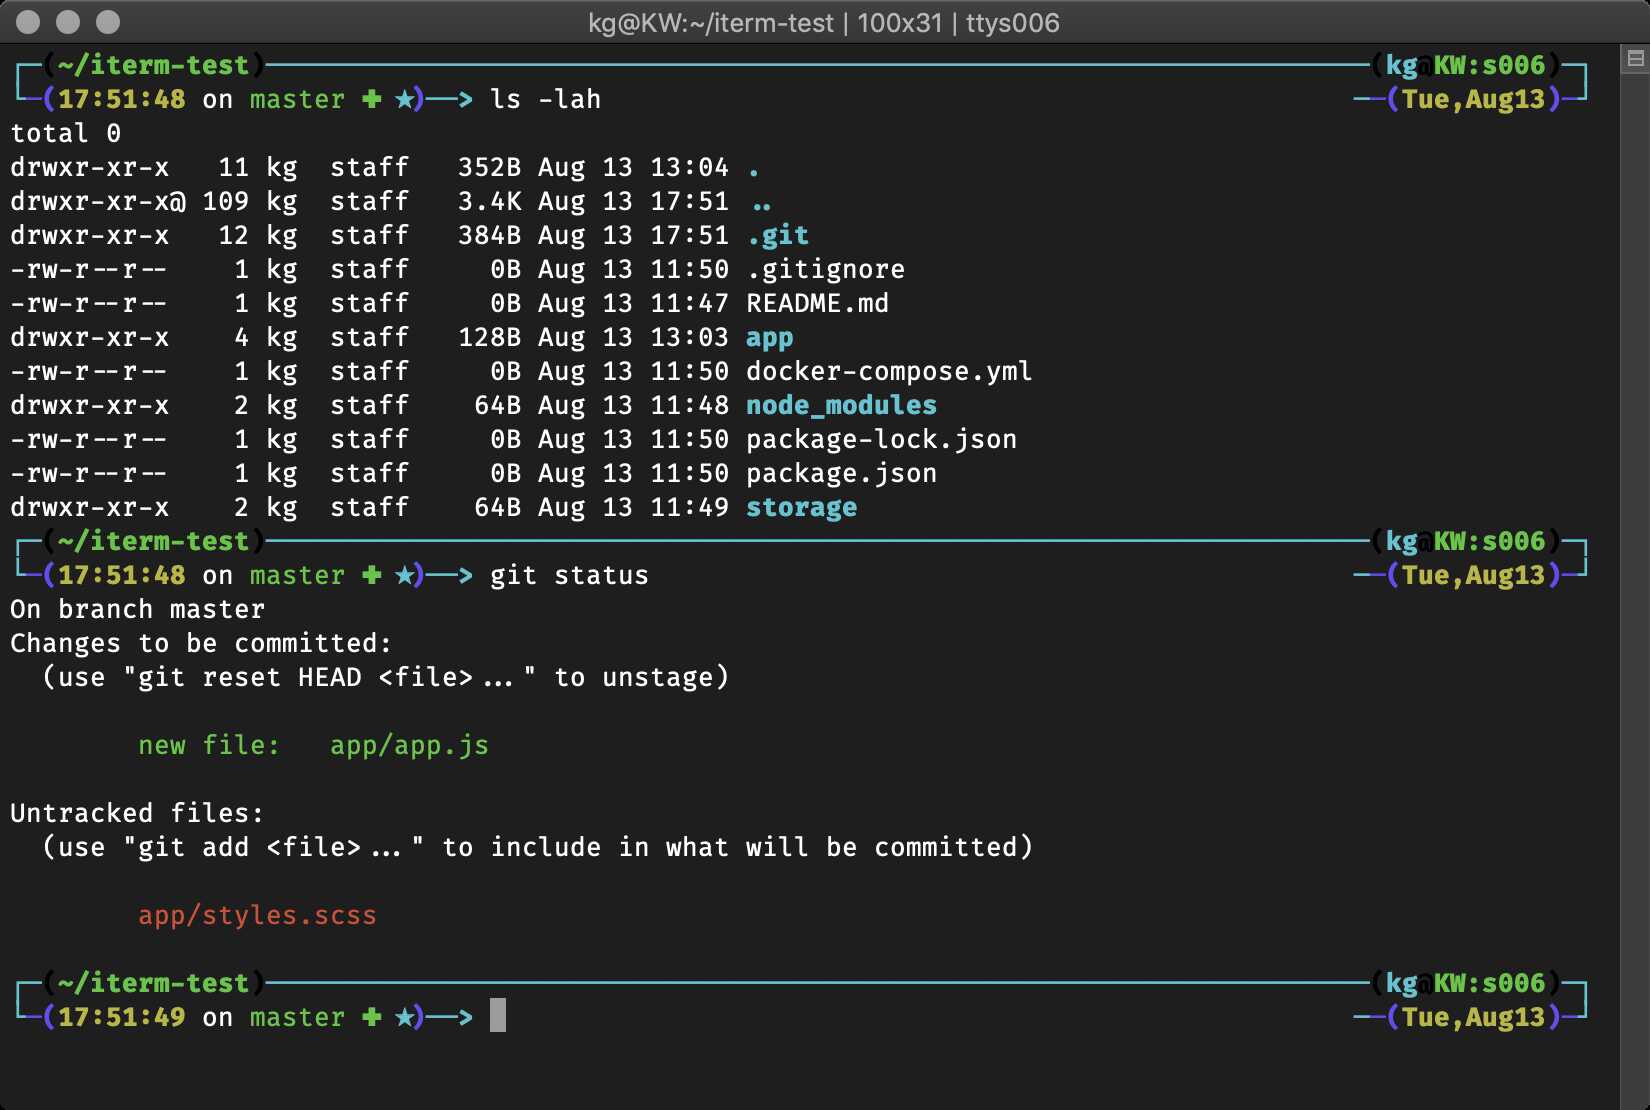 kg@KW:~/iterm-test | 100x31 | ttys006
┌─(~/iterm-test)──────────(kg@KW:s006)─┐
└─(17:51:48 on master ✚ ★)──> ls -lah ──(Tue,Aug13)─┘
total 0
drwxr-xr-x   11 kg  staff   352B Aug 13 13:04 .
drwxr-xr-x@ 109 kg  staff   3.4K Aug 13 17:51 ..
drwxr-xr-x   12 kg  staff   384B Aug 13 17:51 .git
-rw-r--r--    1 kg  staff     0B Aug 13 11:50 .gitignore
-rw-r--r--    1 kg  staff     0B Aug 13 11:47 README.md
drwxr-xr-x    4 kg  staff   128B Aug 13 13:03 app
-rw-r--r--    1 kg  staff     0B Aug 13 11:50 docker-compose.yml
drwxr-xr-x    2 kg  staff    64B Aug 13 11:48 node_modules
-rw-r--r--    1 kg  staff     0B Aug 13 11:50 package-lock.json
-rw-r--r--    1 kg  staff     0B Aug 13 11:50 package.json
drwxr-xr-x    2 kg  staff    64B Aug 13 11:49 storage
┌─(~/iterm-test)──────────(kg@KW:s006)─┐
└─(17:51:48 on master ✚ ★)──> git status ──(Tue,Aug13)─┘
On branch master
Changes to be committed:
  (use "git reset HEAD <file>..." to unstage)
        new file:   app/app.js
Untracked files:
  (use "git add <file>..." to include in what will be committed)
        app/styles.scss
┌─(~/iterm-test)──────────(kg@KW:s006)─┐
└─(17:51:49 on master ✚ ★)──> ──(Tue,Aug13)─┘